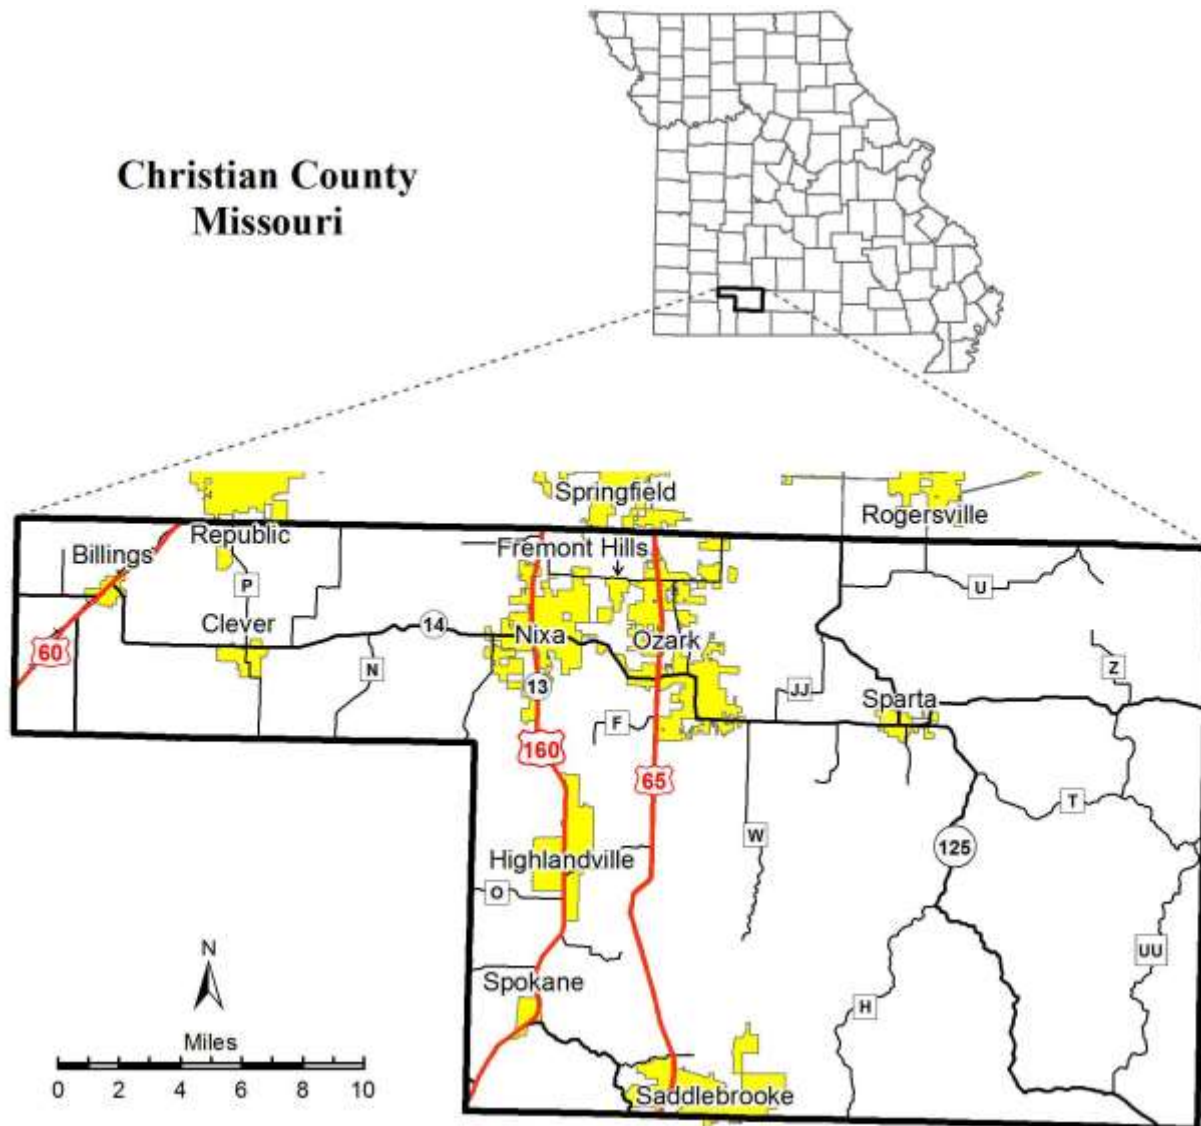 Christian County
Missouri
Springfield
Rogersville
Republic
Billings
Fremont Hills
P
U
Clever
14
Nixa
Ozark
60
N
Z
13
JJ
Sparta
F
160
65
T
W
125
Highlandville
O
UU
N
Spokane
H
Miles
0 2 4 6 8 10
Saddlebrooke